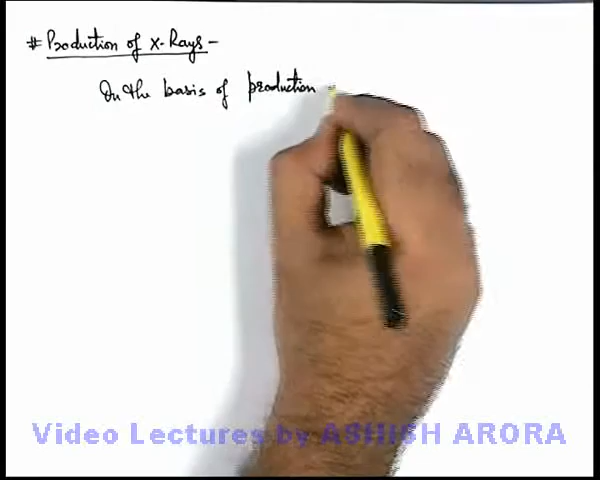 # Production of X-Rays -
On the basis of production
Video Lectures by ASHISH ARORA